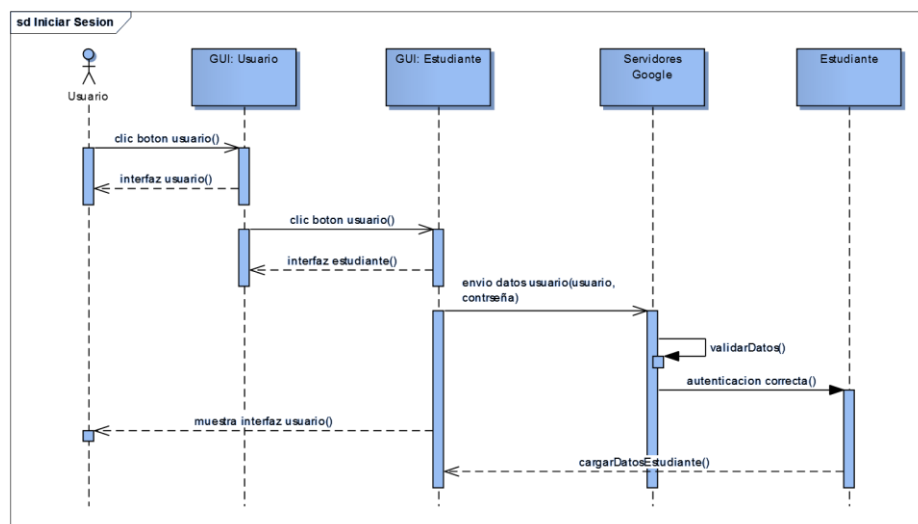 sd Iniciar Sesion
GUI: Usuario
GUI: Estudiante
Servidores
Google
Estudiante
Usuario
clic boton usuario()
interfaz usuario()
clic boton usuario()
interfaz estudiante()
envio datos usuario(usuario,
contrseña)
validarDatos()
autenticacion correcta()
muestra interfaz usuario()
cargarDatosEstudiante()